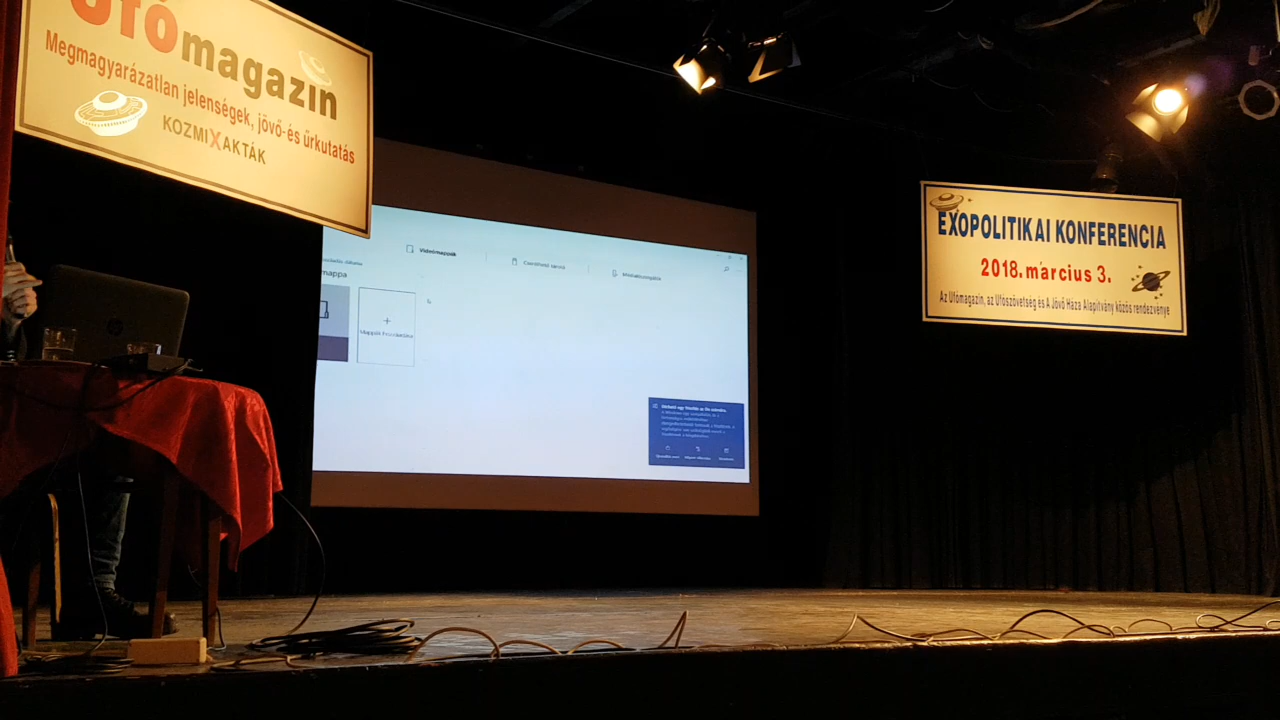 Ufómagazin
Megmagyarázatlan jelenségek, jövő-és űrkutatás
KOZMIXAKTÁK
EXOPOLITIKAI KONFERENCIA
2018. március 3.
Az Ufómagazin, az Ufószövetség és A Jövő Háza Alapítvány közös rendezvénye
Videómappák
mappa
Mappák hozzáadása